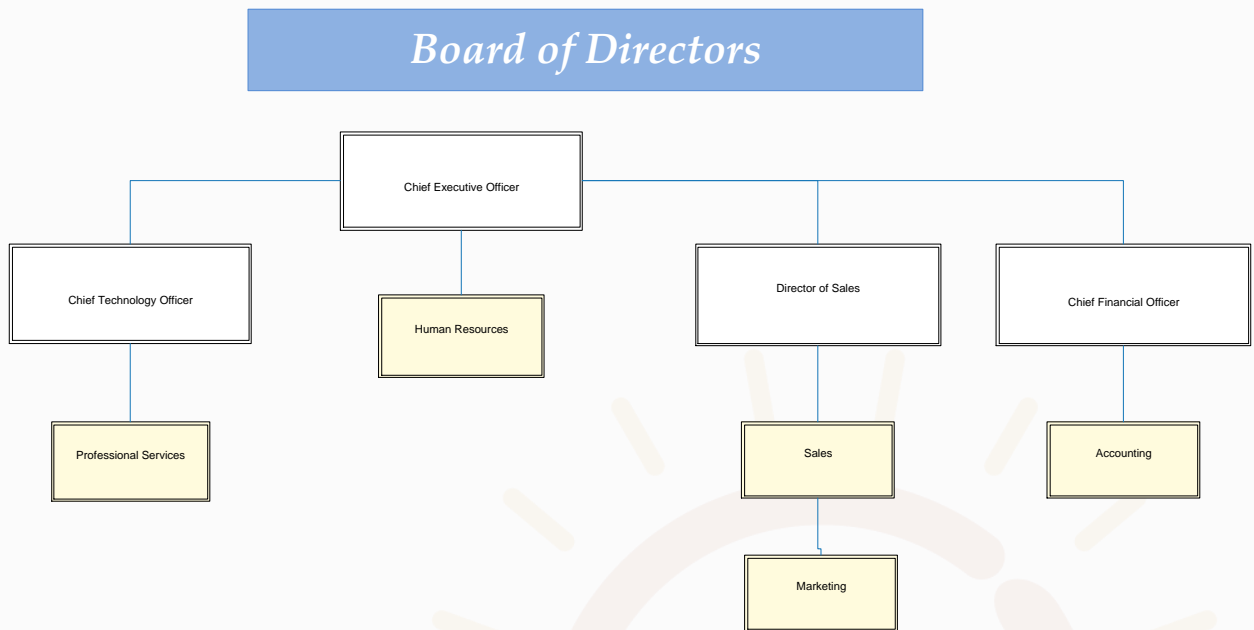 Board of Directors
Chief Executive Officer
Chief Technology Officer
Human Resources
Director of Sales
Chief Financial Officer
Professional Services
Sales
Accounting
Marketing